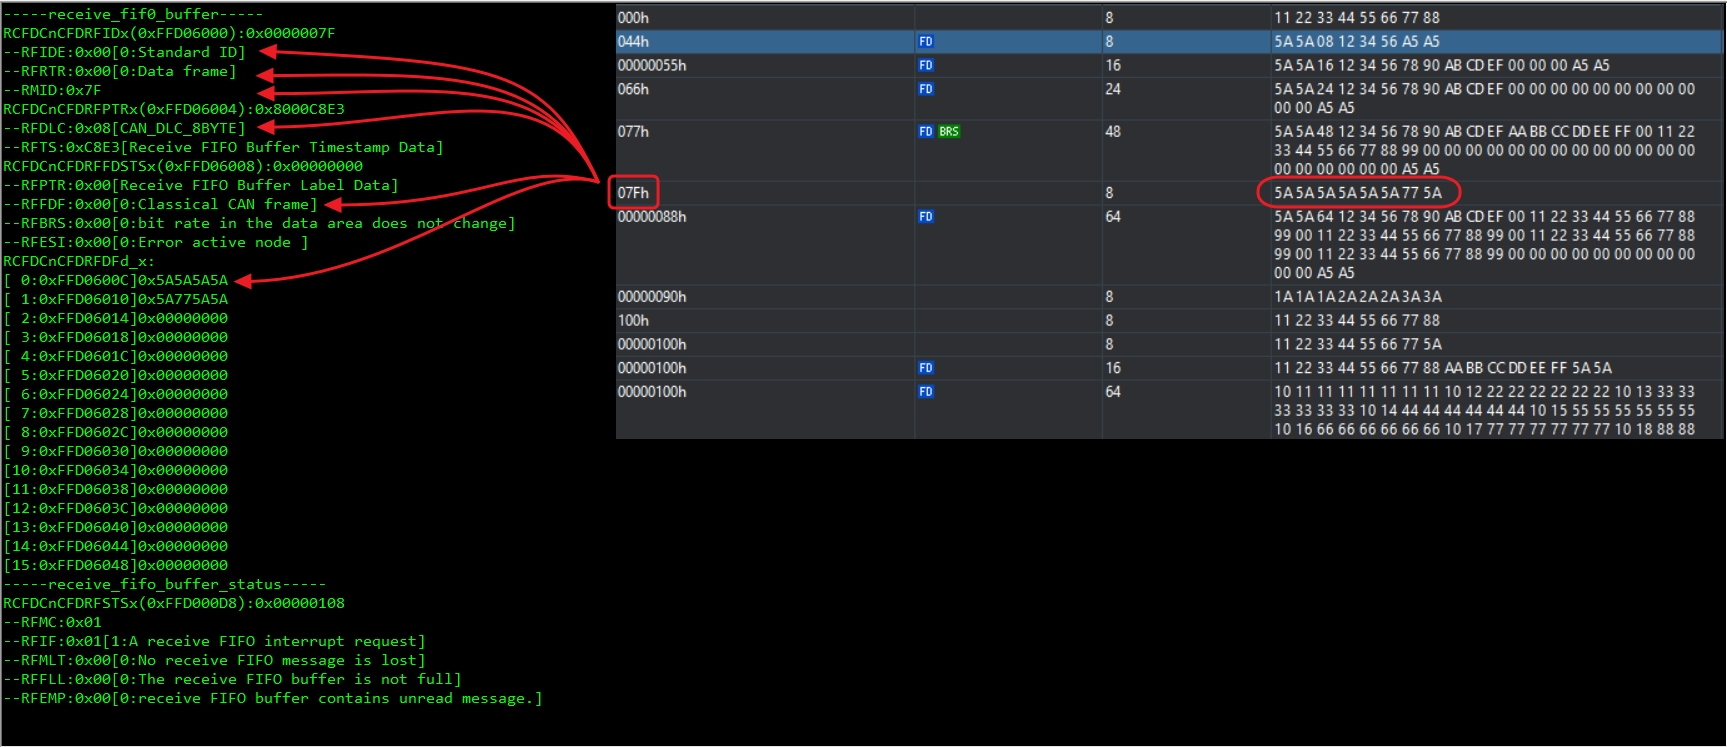 -----receive_fif0_buffer-----
RCFDCnCFDRFIDx(0xFFD06000):0x0000007F
--RFIDE:0x00[0:Standard ID]
--RFRTR:0x00[0:Data frame]
--RMID:0x7F
RCFDCnCFDRFPTRx(0xFFD06004):0x8000C8E3
--RFDLC:0x08[CAN_DLC_8BYTE]
--RFTS:0xC8E3[Receive FIFO Buffer Timestamp Data]
RCFDCnCFDRFFDSTSx(0xFFD06008):0x00000000
--RFPTR:0x00[Receive FIFO Buffer Label Data]
--RFFDF:0x00[0:Classical CAN frame]
--RFBRS:0x00[0:bit rate in the data area does not change]
--RFESI:0x00[0:Error active node ]
RCFDCnCFDRFDFd_x:
[ 0:0xFFD0600C]0x5A5A5A5A
[ 1:0xFFD06010]0x5A775A5A
[ 2:0xFFD06014]0x00000000
[ 3:0xFFD06018]0x00000000
[ 4:0xFFD0601C]0x00000000
[ 5:0xFFD06020]0x00000000
[ 6:0xFFD06024]0x00000000
[ 7:0xFFD06028]0x00000000
[ 8:0xFFD0602C]0x00000000
[ 9:0xFFD06030]0x00000000
[10:0xFFD06034]0x00000000
[11:0xFFD06038]0x00000000
[12:0xFFD0603C]0x00000000
[13:0xFFD06040]0x00000000
[14:0xFFD06044]0x00000000
[15:0xFFD06048]0x00000000
-----receive_fifo_buffer_status-----
RCFDCnCFDRFSTSx(0xFFD000D8):0x00000108
--RFMC:0x01
--RFIF:0x01[1:A receive FIFO interrupt request]
--RFMLT:0x00[0:No receive FIFO message is lost]
--RFFLL:0x00[0:The receive FIFO buffer is not full]
--RFEMP:0x00[0:receive FIFO buffer contains unread message.]
000h 8 11 22 33 44 55 66 77 88
044h FD 8 5A 5A 08 12 34 56 A5 A5
00000055h FD 16 5A 5A 16 12 34 56 78 90 AB CD EF 00 00 00 A5 A5
066h FD 24 5A 5A 24 12 34 56 78 90 AB CD EF 00 00 00 00 00 00 00 00 00
00 00 A5 A5
077h FD BRS 48 5A 5A 48 12 34 56 78 90 AB CD EF AA BB CC DD EE FF 00 11 22
33 44 55 66 77 88 99 00 00 00 00 00 00 00 00 00 00 00 00 00
00 00 00 00 00 00 A5 A5
07Fh 8 5A 5A 5A 5A 5A 5A 77 5A
00000088h FD 64 5A 5A 64 12 34 56 78 90 AB CD EF 00 11 22 33 44 55 66 77 88
99 00 11 22 33 44 55 66 77 88 99 00 11 22 33 44 55 66 77 88
99 00 11 22 33 44 55 66 77 88 99 00 00 00 00 00 00 00 00 00
00 00 A5 A5
00000090h 8 1A 1A 1A 2A 2A 2A 3A 3A
100h 8 11 22 33 44 55 66 77 88
00000100h 8 11 22 33 44 55 66 77 5A
00000100h FD 16 11 22 33 44 55 66 77 88 AA BB CC DD EE FF 5A 5A
00000100h FD 64 10 11 11 11 11 11 11 11 10 12 22 22 22 22 22 22 10 13 33 33
33 33 33 33 10 14 44 44 44 44 44 44 10 15 55 55 55 55 55 55
10 16 66 66 66 66 66 66 10 17 77 77 77 77 77 77 10 18 88 88